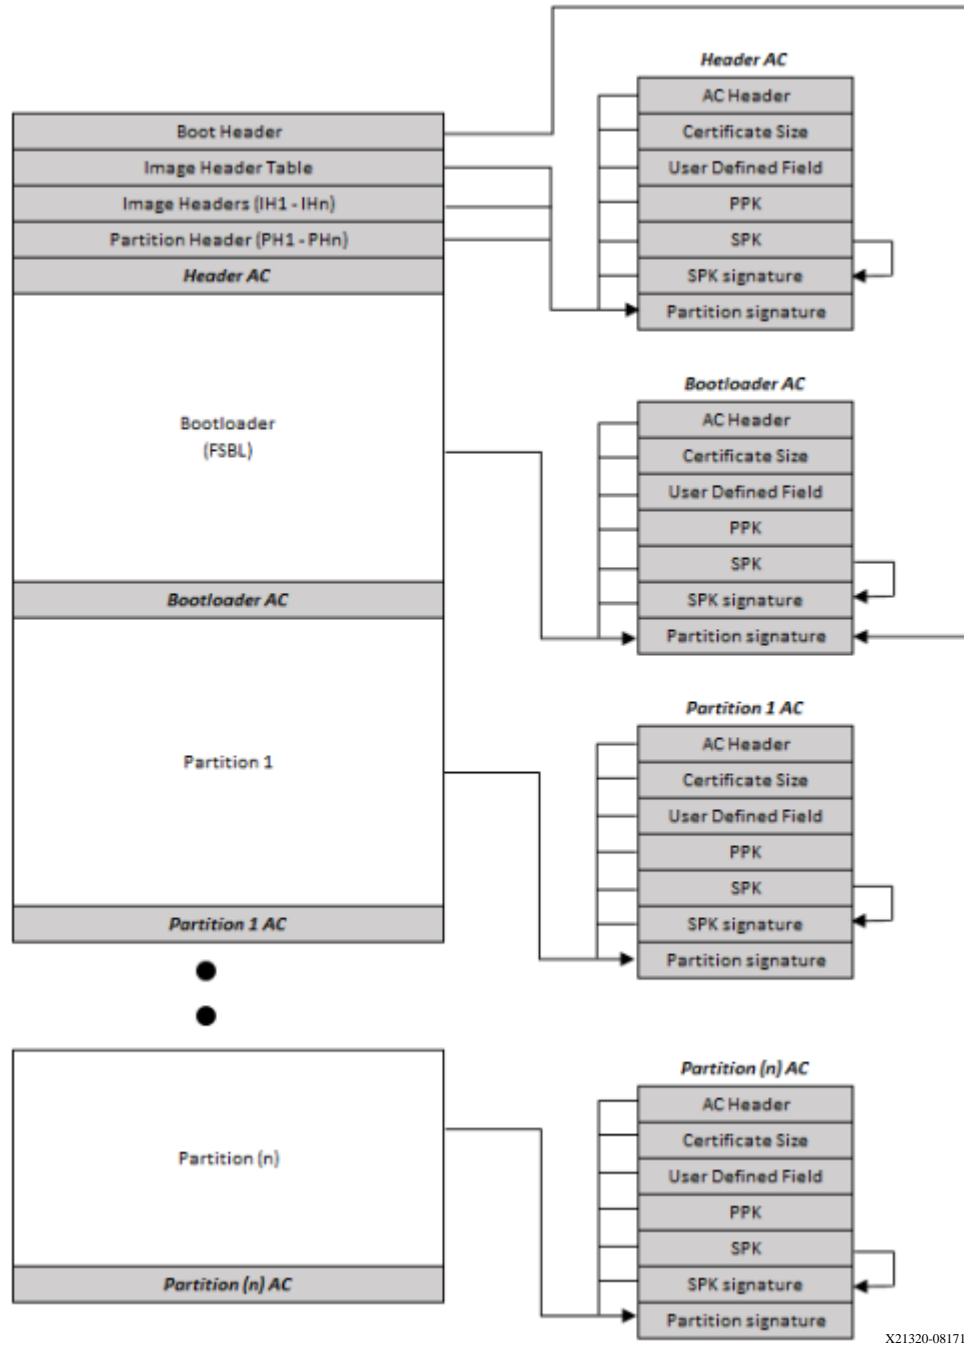 Boot Header
Image Header Table
Image Headers (IH1 - IHn)
Partition Header (PH1 - PHn)
Header AC
Bootloader
(FSBL)
Bootloader AC
Partition 1
Partition 1 AC
Partition (n)
Partition (n) AC
Header AC
AC Header
Certificate Size
User Defined Field
PPK
SPK
SPK signature
Partition signature
Bootloader AC
AC Header
Certificate Size
User Defined Field
PPK
SPK
SPK signature
Partition signature
Partition 1 AC
AC Header
Certificate Size
User Defined Field
PPK
SPK
SPK signature
Partition signature
Partition (n) AC
AC Header
Certificate Size
User Defined Field
PPK
SPK
SPK signature
Partition signature
X21320-08171